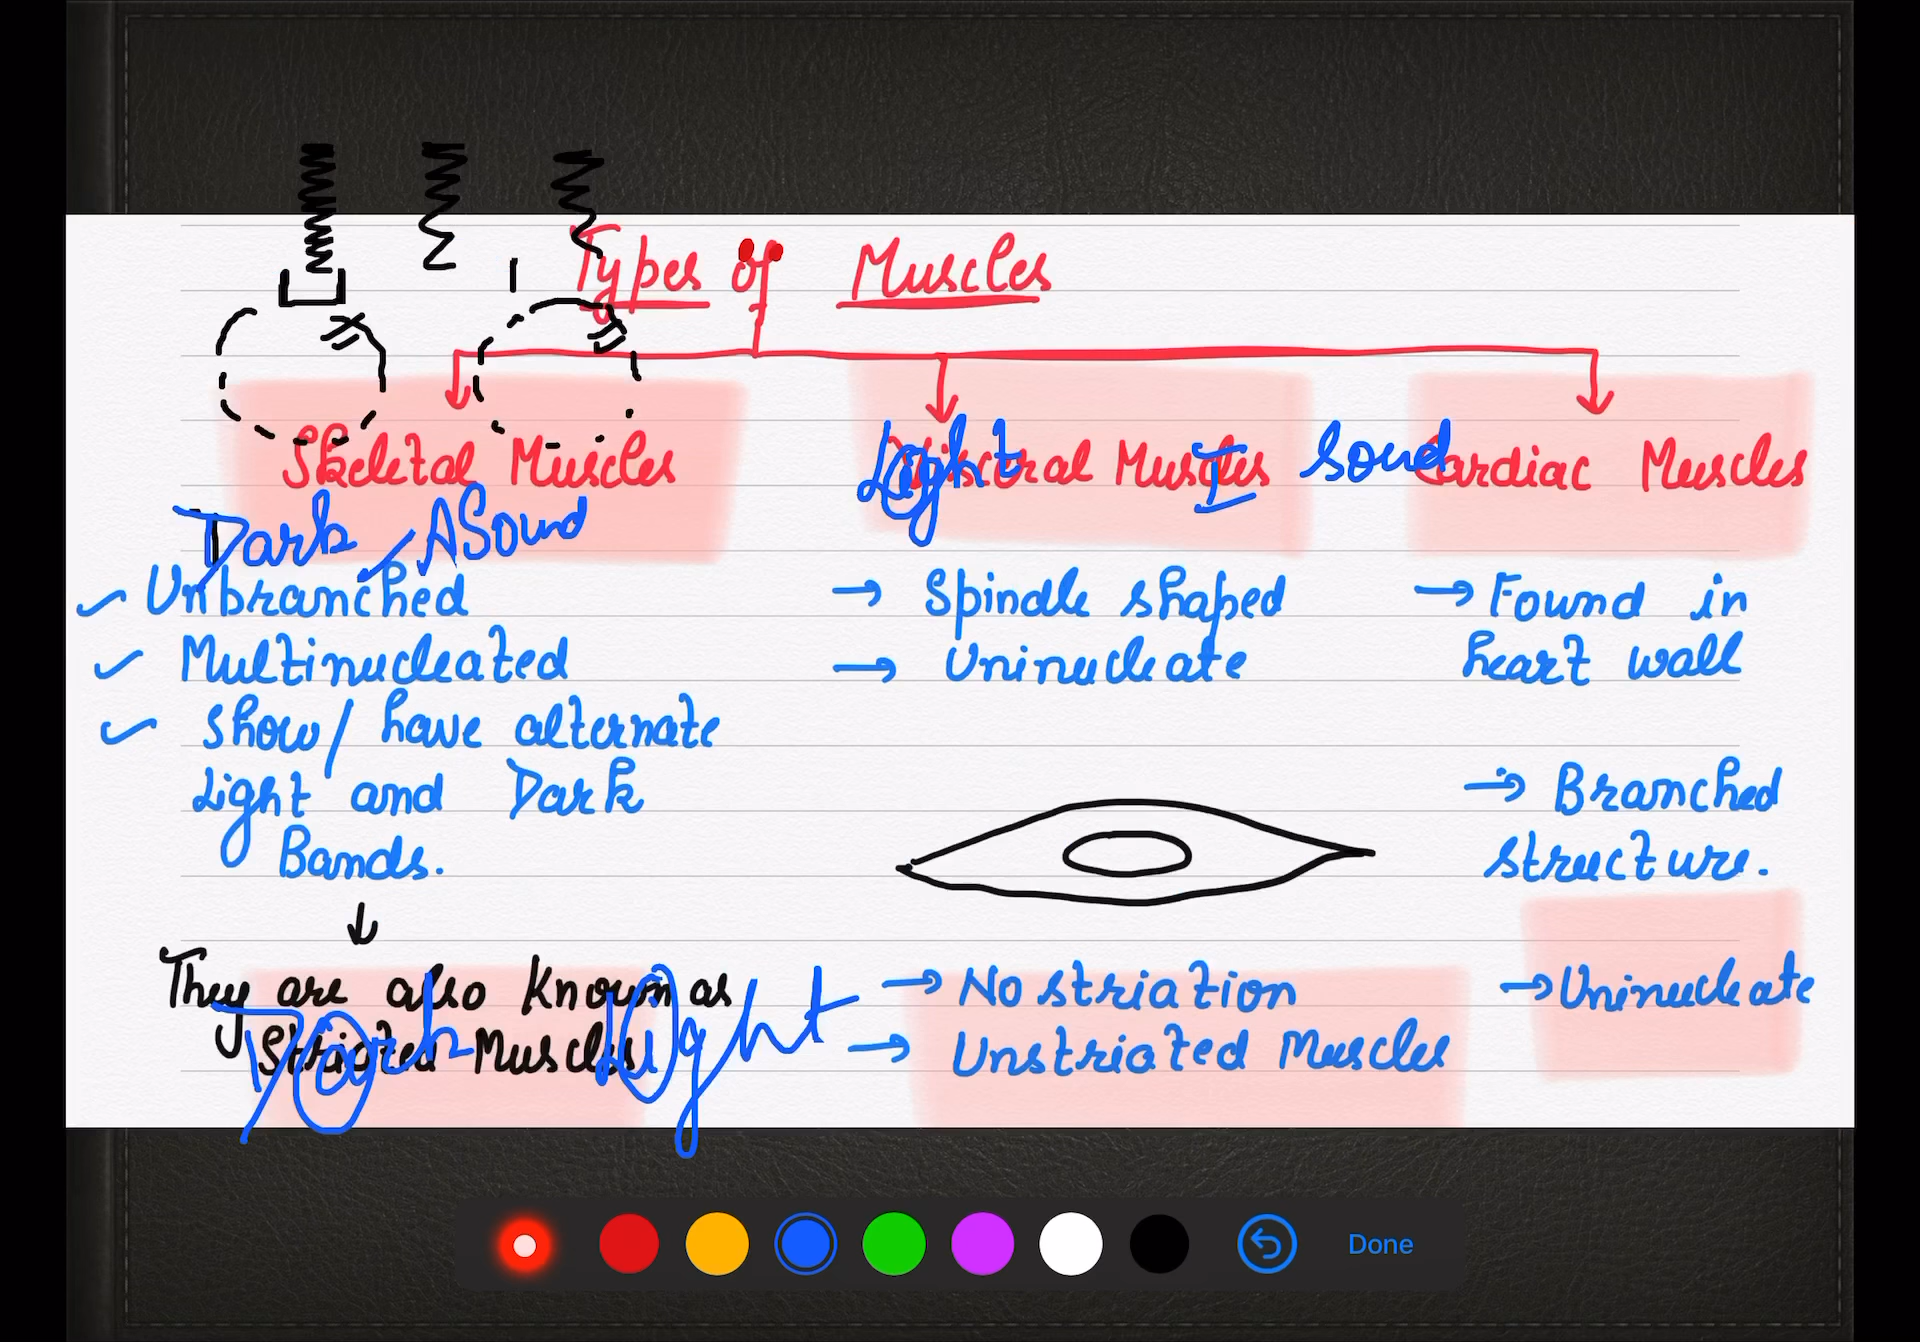 Types of Muscles
Skeletal Muscles
Visceral Muscles
Cardiac Muscles
Light I Sound
Dark A Sound
Unbranched
Multinucleated
Show/have alternate
Light and Dark
Bands.
They are also known as
Striated Muscles
Dark Light
→ Spindle shaped
→ Uninucleate
→ No striation
→ Unstriated Muscles
→ Found in
heart wall
→ Branched
structure.
→ Uninucleate
Done